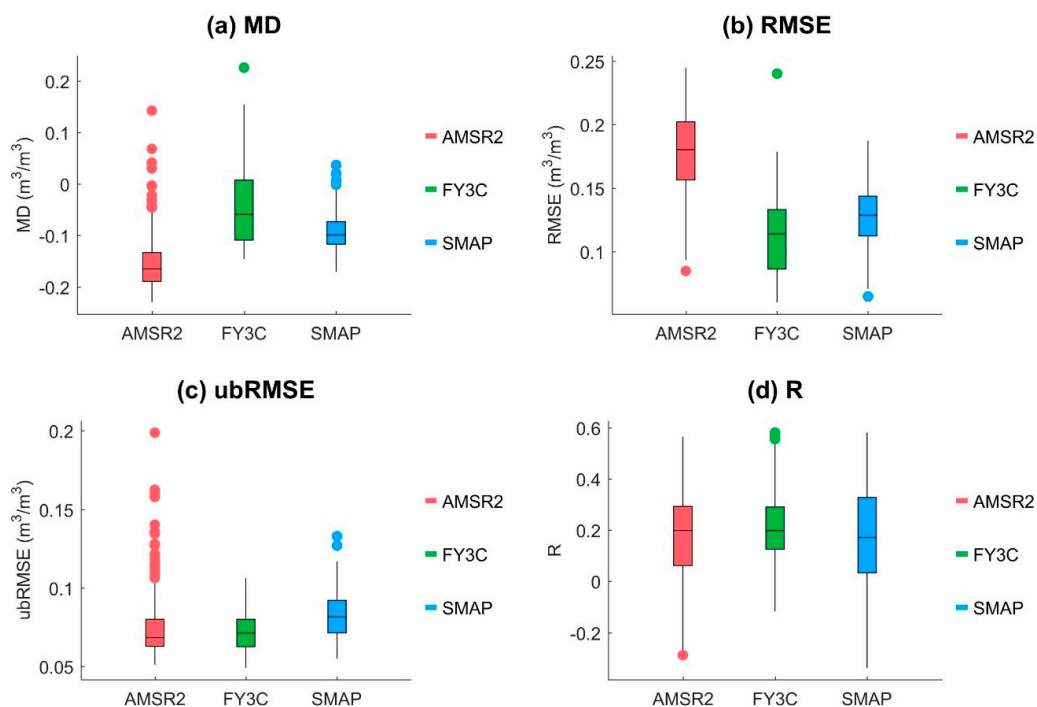 (a) MD
MD (m³/m³)
0.2
0.1
0
-0.1
-0.2
AMSR2 FY3C SMAP
AMSR2
FY3C
SMAP
(b) RMSE
RMSE (m³/m³)
0.25
0.2
0.15
0.1
AMSR2 FY3C SMAP
AMSR2
FY3C
SMAP
(c) ubRMSE
ubRMSE (m³/m³)
0.2
0.15
0.1
0.05
AMSR2 FY3C SMAP
AMSR2
FY3C
SMAP
(d) R
R
0.6
0.4
0.2
0
-0.2
AMSR2 FY3C SMAP
AMSR2
FY3C
SMAP